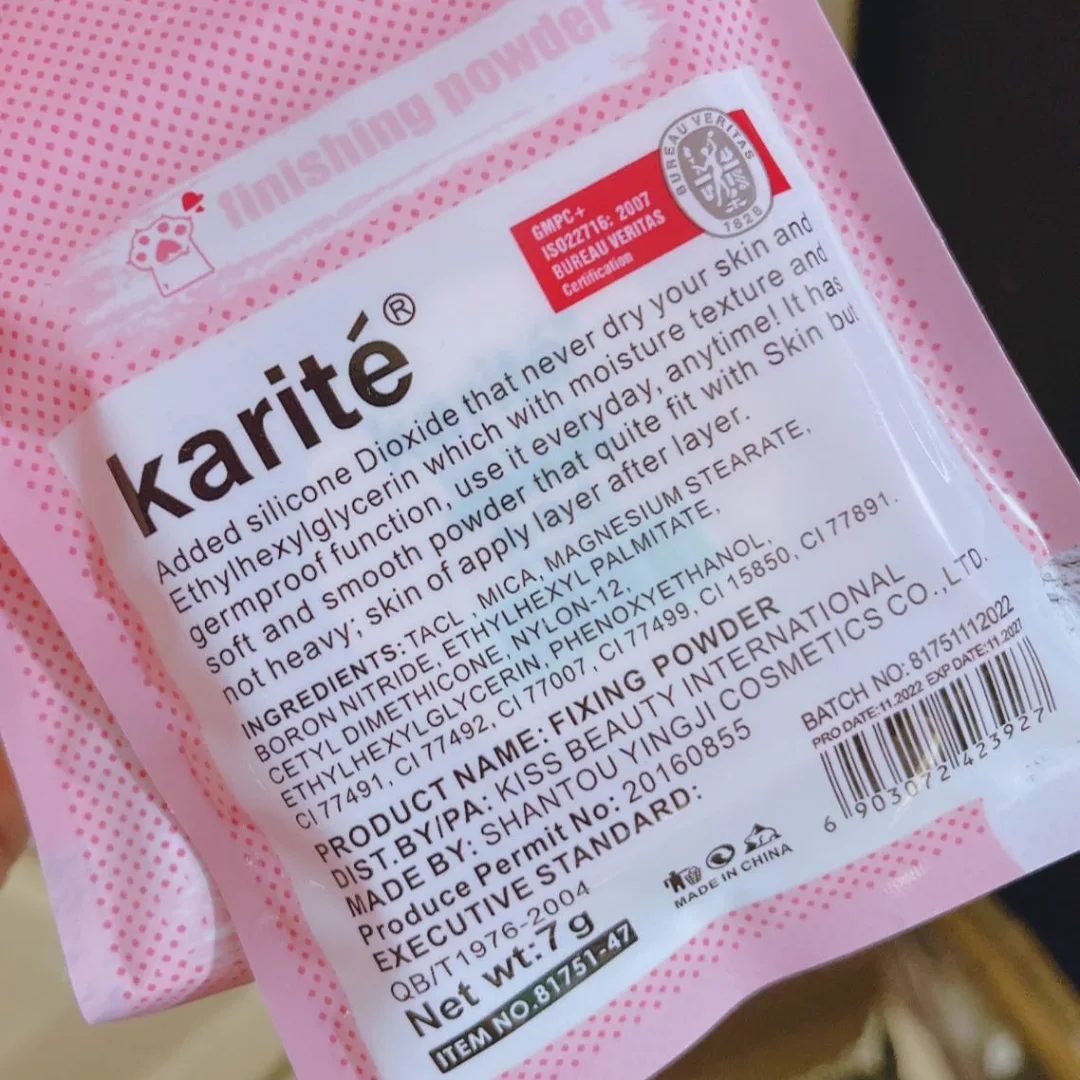 finishing powder
BUREAU VERITAS
1828
GMPC+
ISO22716: 2007
BUREAU VERITAS
Certification
karité®
Added silicone Dioxide that never dry your skin and
Ethylhexylglycerin which with moisture texture and
germproof function, use it everyday, anytime! It has
soft and smooth powder that quite fit with Skin but
not heavy; skin of apply layer after layer.
INGREDIENTS: TACL, MICA, MAGNESIUM STEARATE,
BORON NITRIDE, ETHYLHEXYL PALMITATE,
CETYL DIMETHICONE, NYLON-12,
ETHYLHEXYLGLYCERIN, PHENOXYETHANOL,
CI 77491, CI 77492, CI 77007, CI 77499, CI 15850, CI 77891.
PRODUCT NAME: FIXING POWDER
DIST.BY/PA: KISS BEAUTY INTERNATIONAL
MADE BY: SHANTOU YINGJI COSMETICS CO., LTD.
Produce Permit No: 20160855
EXECUTIVE STANDARD:
QB/T1976-2004
Net wt:7 g
ITEM NO.81751-47
BATCH NO: 81751112022
PRO DATE:11.2022 EXP DATE:11.2027
6 903072 423927
MADE IN CHINA